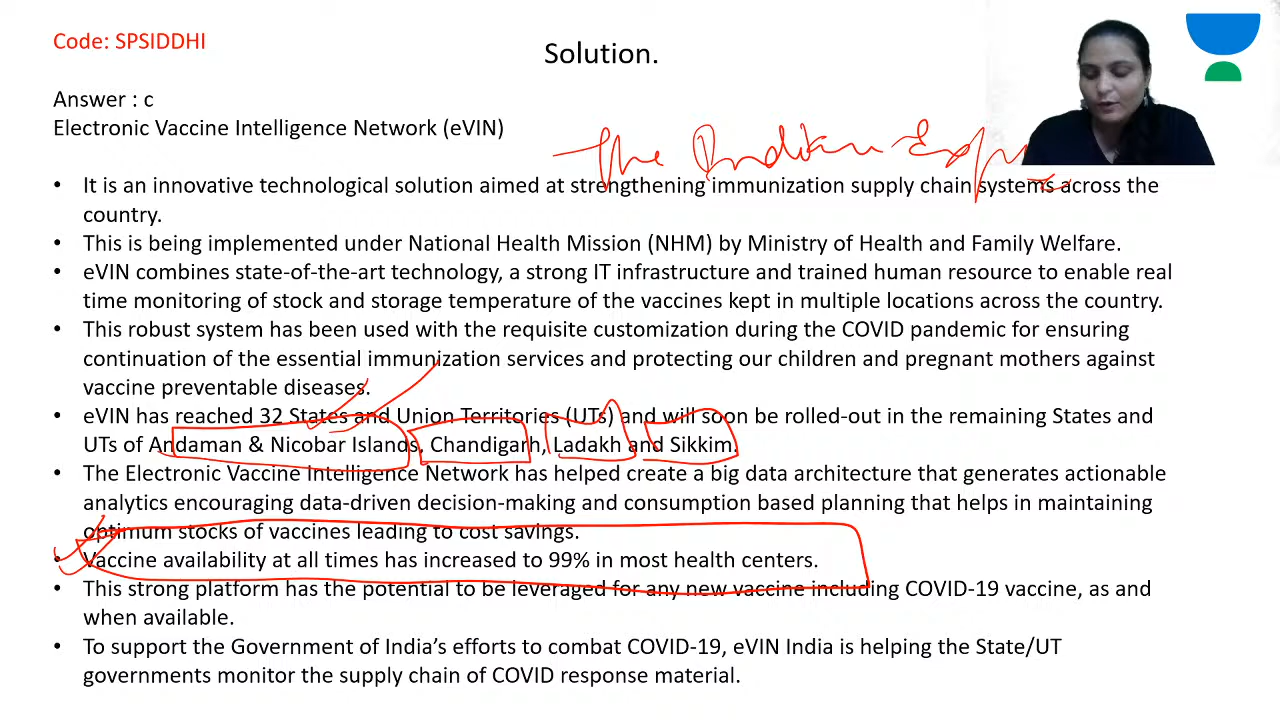 Code: SPSIDDHI
Solution.
Answer : c
Electronic Vaccine Intelligence Network (eVIN)
The Indian Express
• It is an innovative technological solution aimed at strengthening immunization supply chain systems across the
country.
• This is being implemented under National Health Mission (NHM) by Ministry of Health and Family Welfare.
• eVIN combines state-of-the-art technology, a strong IT infrastructure and trained human resource to enable real
time monitoring of stock and storage temperature of the vaccines kept in multiple locations across the country.
• This robust system has been used with the requisite customization during the COVID pandemic for ensuring
continuation of the essential immunization services and protecting our children and pregnant mothers against
vaccine preventable diseases.
• eVIN has reached 32 States and Union Territories (UTs) and will soon be rolled-out in the remaining States and
UTs of Andaman & Nicobar Islands, Chandigarh, Ladakh and Sikkim.
• The Electronic Vaccine Intelligence Network has helped create a big data architecture that generates actionable
analytics encouraging data-driven decision-making and consumption based planning that helps in maintaining
optimum stocks of vaccines leading to cost savings.
• Vaccine availability at all times has increased to 99% in most health centers.
• This strong platform has the potential to be leveraged for any new vaccine including COVID-19 vaccine, as and
when available.
• To support the Government of India’s efforts to combat COVID-19, eVIN India is helping the State/UT
governments monitor the supply chain of COVID response material.